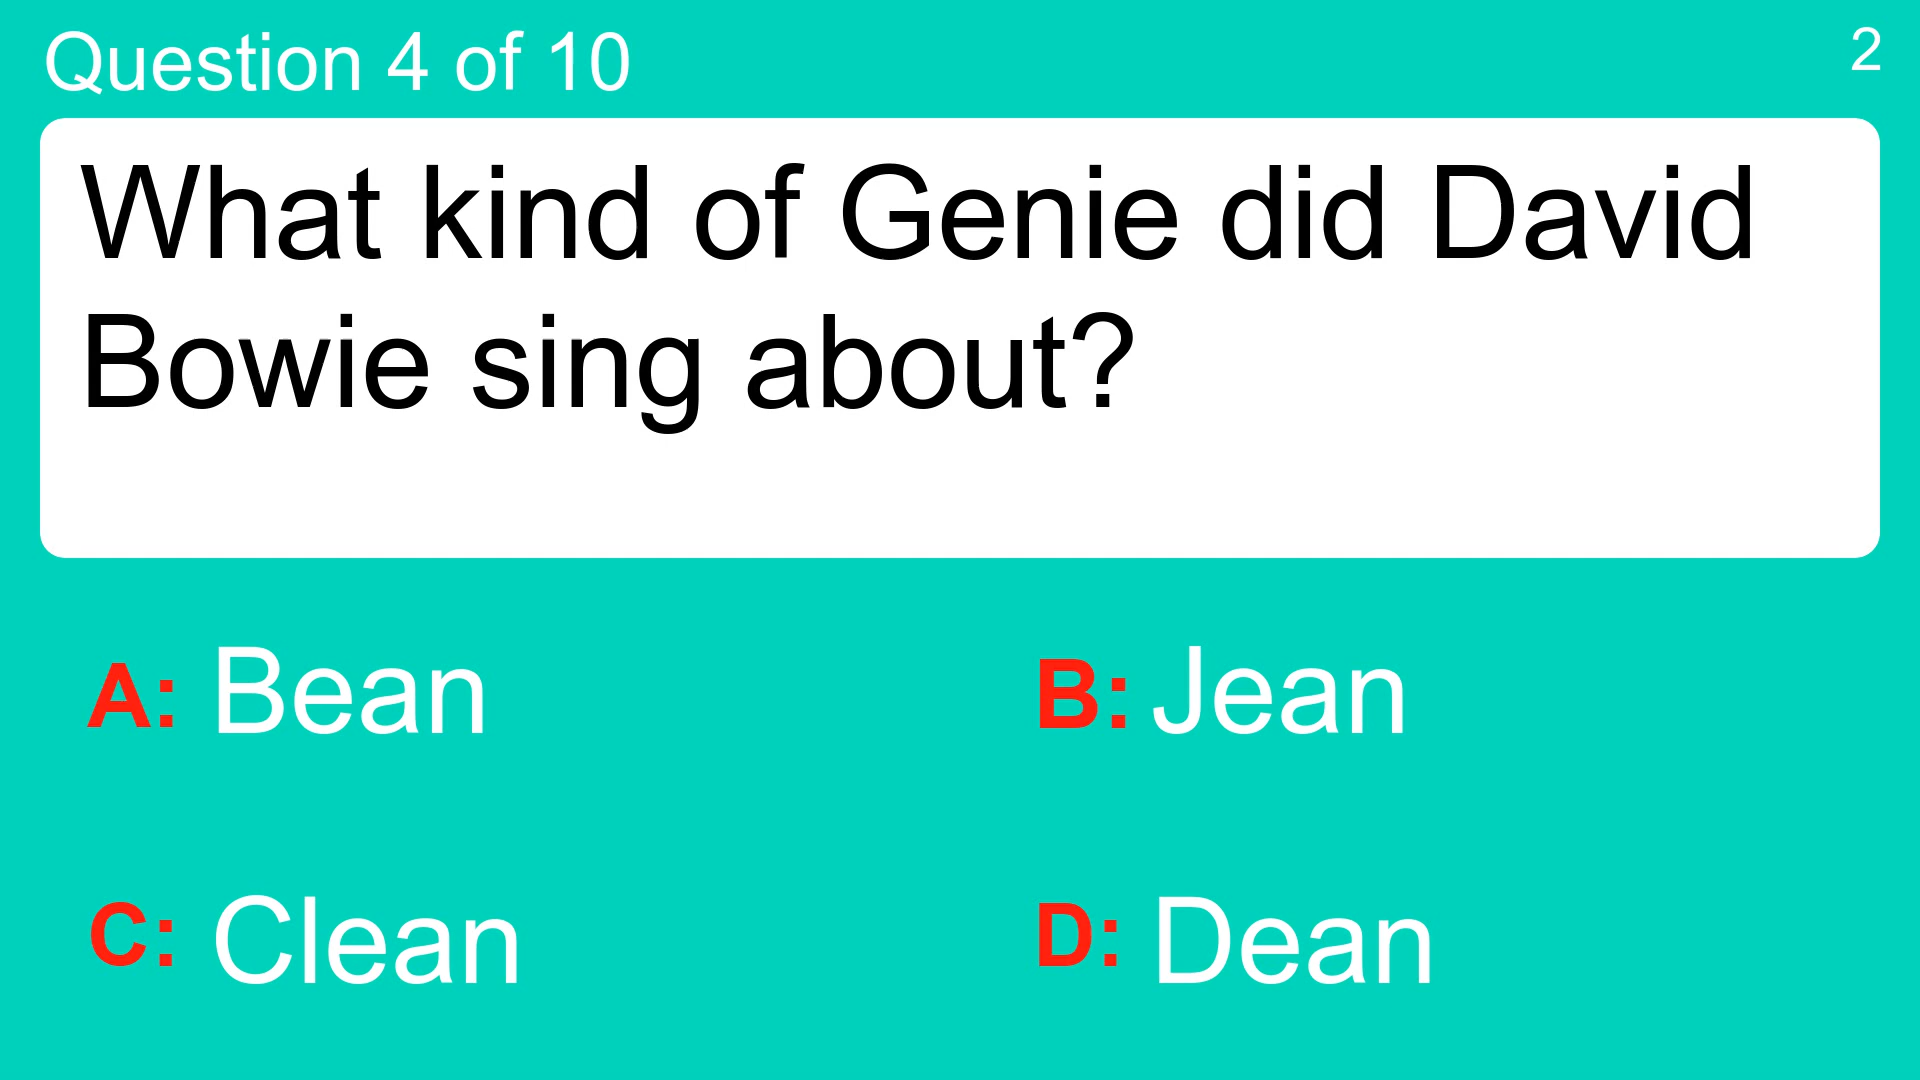 Question 4 of 10
2
What kind of Genie did David
Bowie sing about?
A: Bean
B: Jean
C: Clean
D: Dean